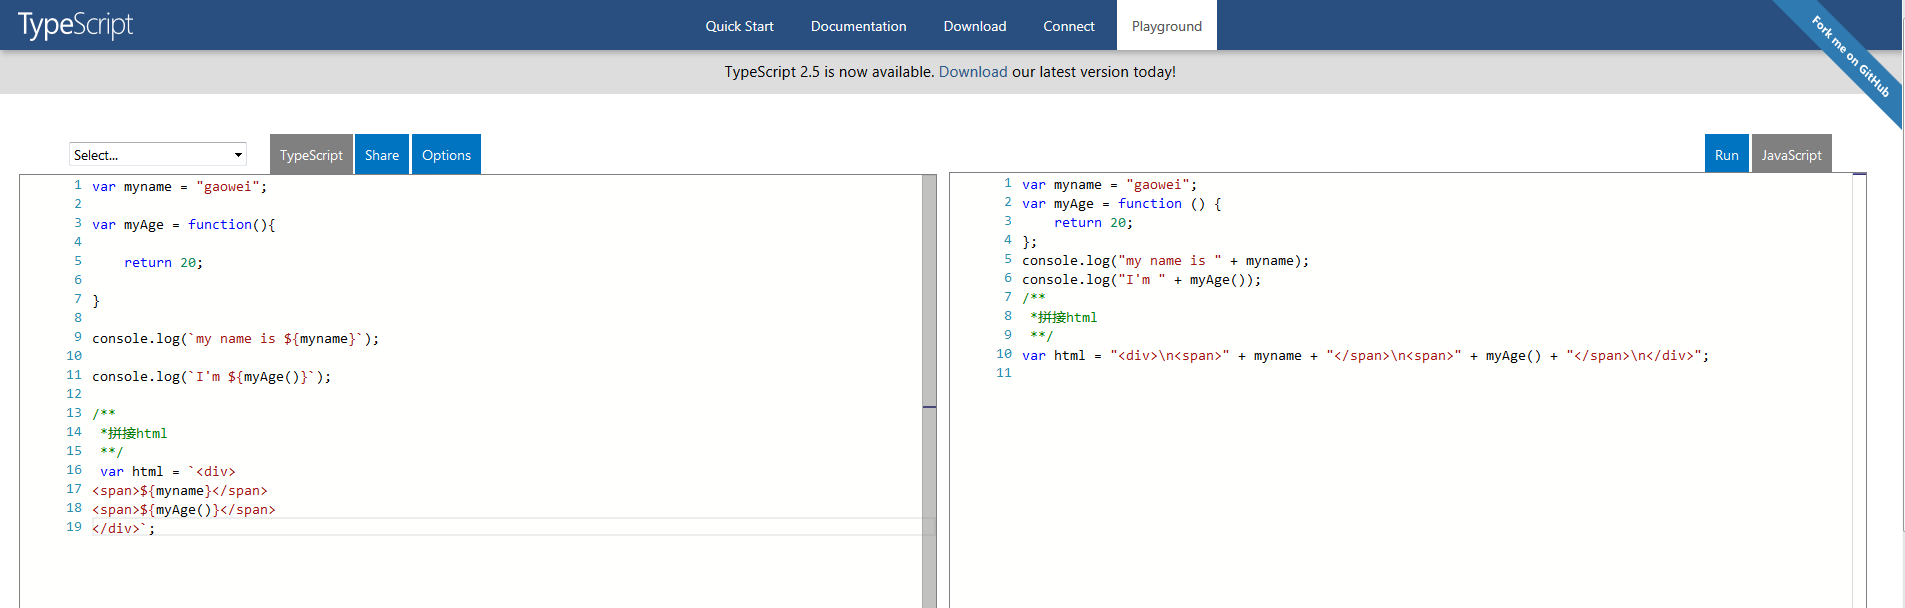 TypeScript
Quick Start Documentation Download Connect Playground
Fork me on GitHub
TypeScript 2.5 is now available. Download our latest version today!
Select... TypeScript Share Options
Run JavaScript
1 var myname = "gaowei";
2
3 var myAge = function(){
4
5     return 20;
6
7 }
8
9 console.log(`my name is ${myname}`);
10
11 console.log(`I'm ${myAge()}`);
12
13 /**
14  *拼接html
15  **/
16  var html = `<div>
17 <span>${myname}</span>
18 <span>${myAge()}</span>
19 </div>`;
1 var myname = "gaowei";
2 var myAge = function () {
3     return 20;
4 };
5 console.log("my name is " + myname);
6 console.log("I'm " + myAge());
7 /**
8  *拼接html
9  **/
10 var html = "<div>\n<span>" + myname + "</span>\n<span>" + myAge() + "</span>\n</div>";
11